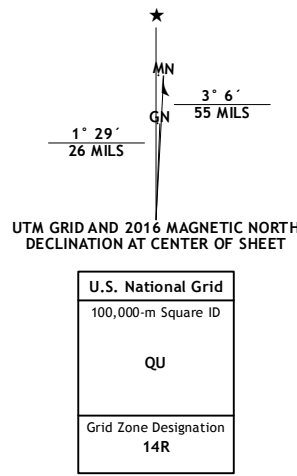 MN
3° 6´
55 MILS
GN
1° 29´
26 MILS
UTM GRID AND 2016 MAGNETIC NORTH
DECLINATION AT CENTER OF SHEET
U.S. National Grid
100,000-m Square ID
QU
Grid Zone Designation
14R